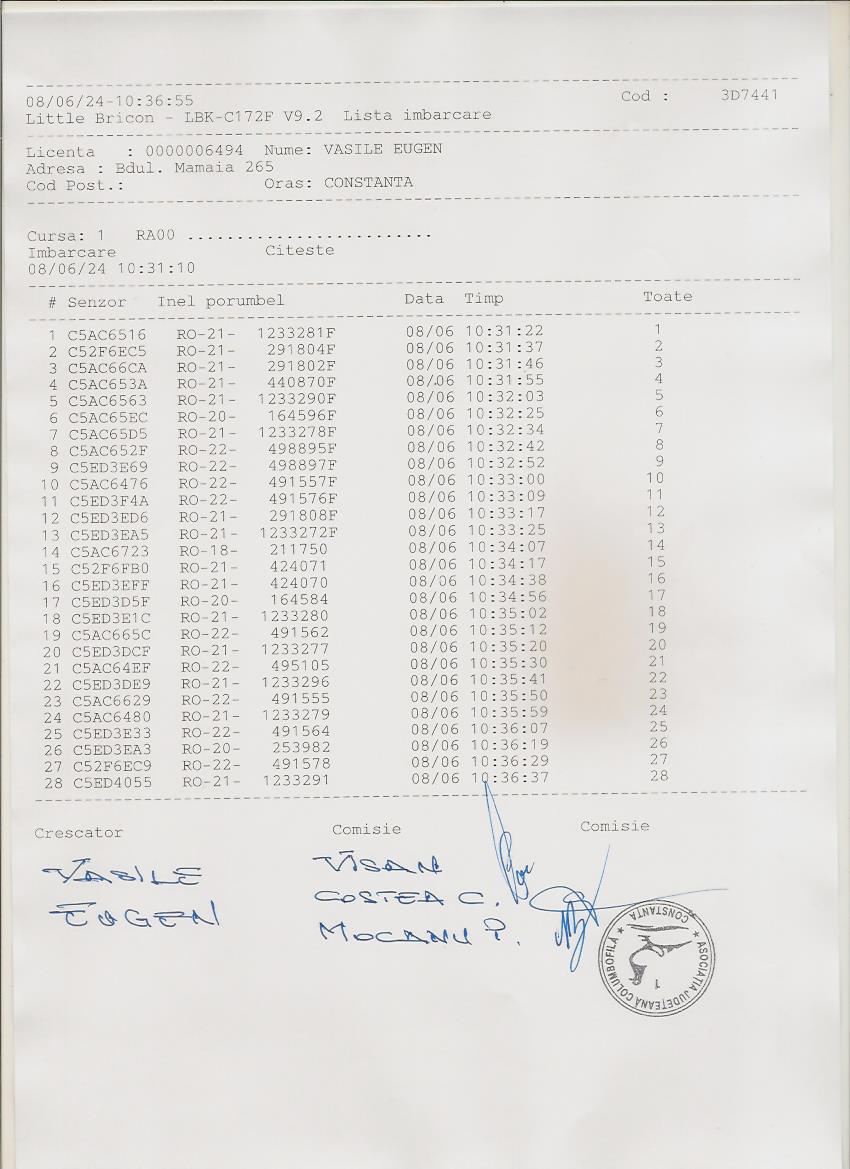 08/06/24-10:36:55 Cod : 3D7441
Little Bricon - LBK-C172F V9.2 Lista imbarcare
Licenta : 0000006494 Nume: VASILE EUGEN
Adresa : Bdul. Mamaia 265
Cod Post.: Oras: CONSTANTA
Cursa: 1 RA00 .........................
Imbarcare Citeste
08/06/24 10:31:10
# Senzor Inel porumbel Data Timp Toate
1 C5AC6516 RO-21- 1233281F 08/06 10:31:22 1
2 C52F6EC5 RO-21- 291804F 08/06 10:31:37 2
3 C5AC66CA RO-21- 291802F 08/06 10:31:46 3
4 C5AC653A RO-21- 440870F 08/06 10:31:55 4
5 C5AC6563 RO-21- 1233290F 08/06 10:32:03 5
6 C5AC65EC RO-20- 164596F 08/06 10:32:25 6
7 C5AC65D5 RO-21- 1233278F 08/06 10:32:34 7
8 C5AC652F RO-22- 498895F 08/06 10:32:42 8
9 C5ED3E69 RO-22- 498897F 08/06 10:32:52 9
10 C5AC6476 RO-22- 491557F 08/06 10:33:00 10
11 C5ED3F4A RO-22- 491576F 08/06 10:33:09 11
12 C5ED3ED6 RO-21- 291808F 08/06 10:33:17 12
13 C5ED3EA5 RO-21- 1233272F 08/06 10:33:25 13
14 C5AC6723 RO-18- 211750 08/06 10:34:07 14
15 C52F6FB0 RO-21- 424071 08/06 10:34:17 15
16 C5ED3EFF RO-21- 424070 08/06 10:34:38 16
17 C5ED3D5F RO-20- 164584 08/06 10:34:56 17
18 C5ED3E1C RO-21- 1233280 08/06 10:35:02 18
19 C5AC665C RO-22- 491562 08/06 10:35:12 19
20 C5ED3DCF RO-21- 1233277 08/06 10:35:20 20
21 C5AC64EF RO-22- 495105 08/06 10:35:30 21
22 C5ED3DE9 RO-21- 1233296 08/06 10:35:41 22
23 C5AC6629 RO-22- 491555 08/06 10:35:50 23
24 C5AC6480 RO-21- 1233279 08/06 10:35:59 24
25 C5ED3E33 RO-22- 491564 08/06 10:36:07 25
26 C5ED3EA3 RO-20- 253982 08/06 10:36:19 26
27 C52F6EC9 RO-22- 491578 08/06 10:36:29 27
28 C5ED4055 RO-21- 1233291 08/06 10:36:37 28
Crescator Comisie Comisie
VASILE
EUGEN
VISAN
COSTEA C.
MOCANU P.
ASOCIAȚIA JUDEȚEANĂ COLUMBOFILĂ ★ CONSTANȚA ★
1